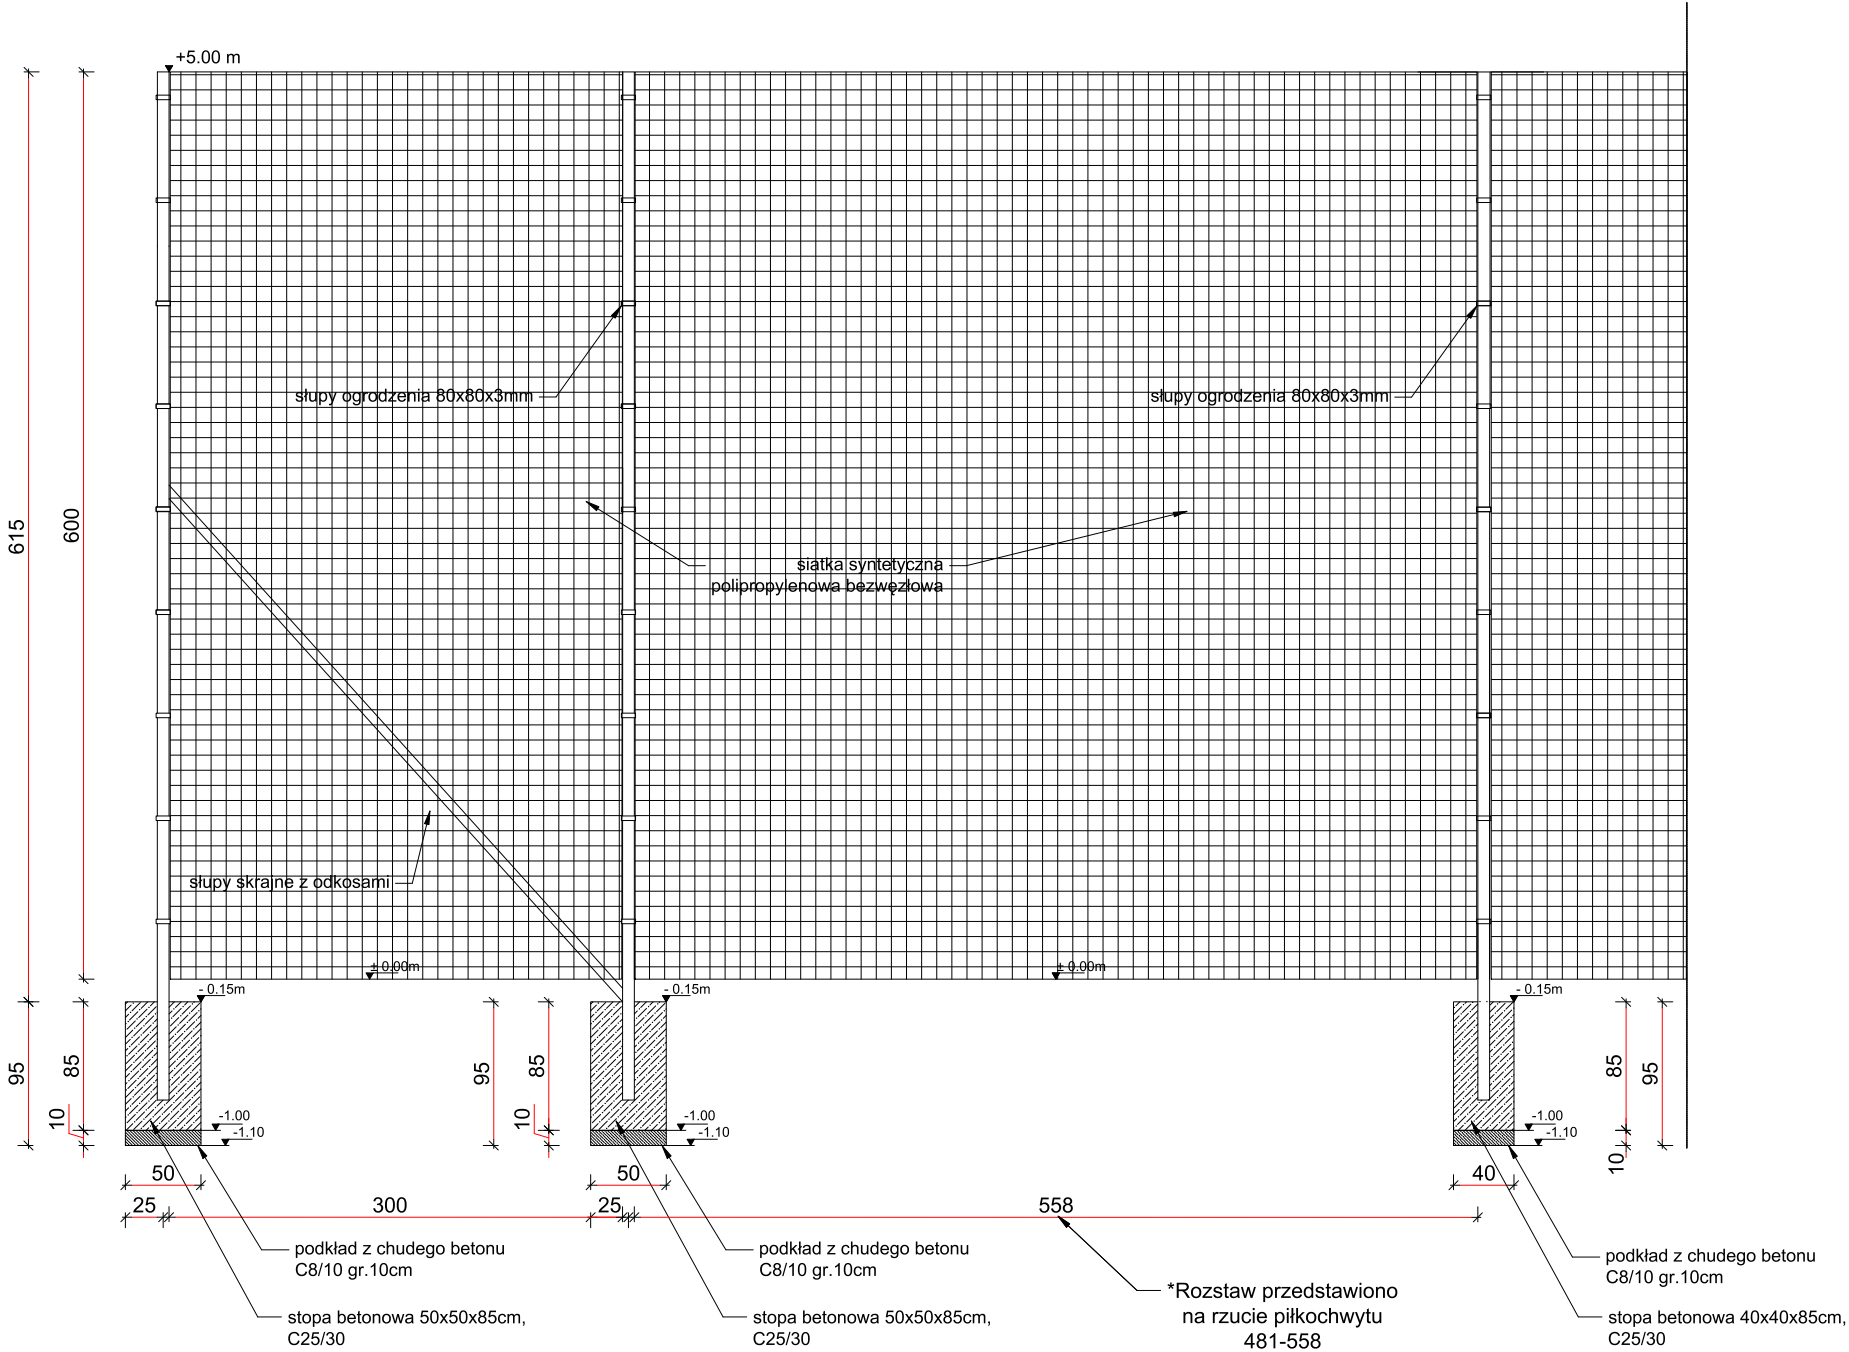 +5.00 m
615
600
słupy ogrodzenia 80x80x3mm
słupy ogrodzenia 80x80x3mm
siatka syntetyczna
polipropylenowa bezwęzłowa
słupy skrajne z odkosami
± 0.00m
± 0.00m
- 0.15m
- 0.15m
- 0.15m
95
85
10
95
85
10
85
95
10
-1.00
-1.10
-1.00
-1.10
-1.00
-1.10
50
50
40
25
300
25
558
podkład z chudego betonu
C8/10 gr.10cm
stopa betonowa 50x50x85cm,
C25/30
podkład z chudego betonu
C8/10 gr.10cm
stopa betonowa 50x50x85cm,
C25/30
*Rozstaw przedstawiono
na rzucie piłkochwytu
481-558
podkład z chudego betonu
C8/10 gr.10cm
stopa betonowa 40x40x85cm,
C25/30